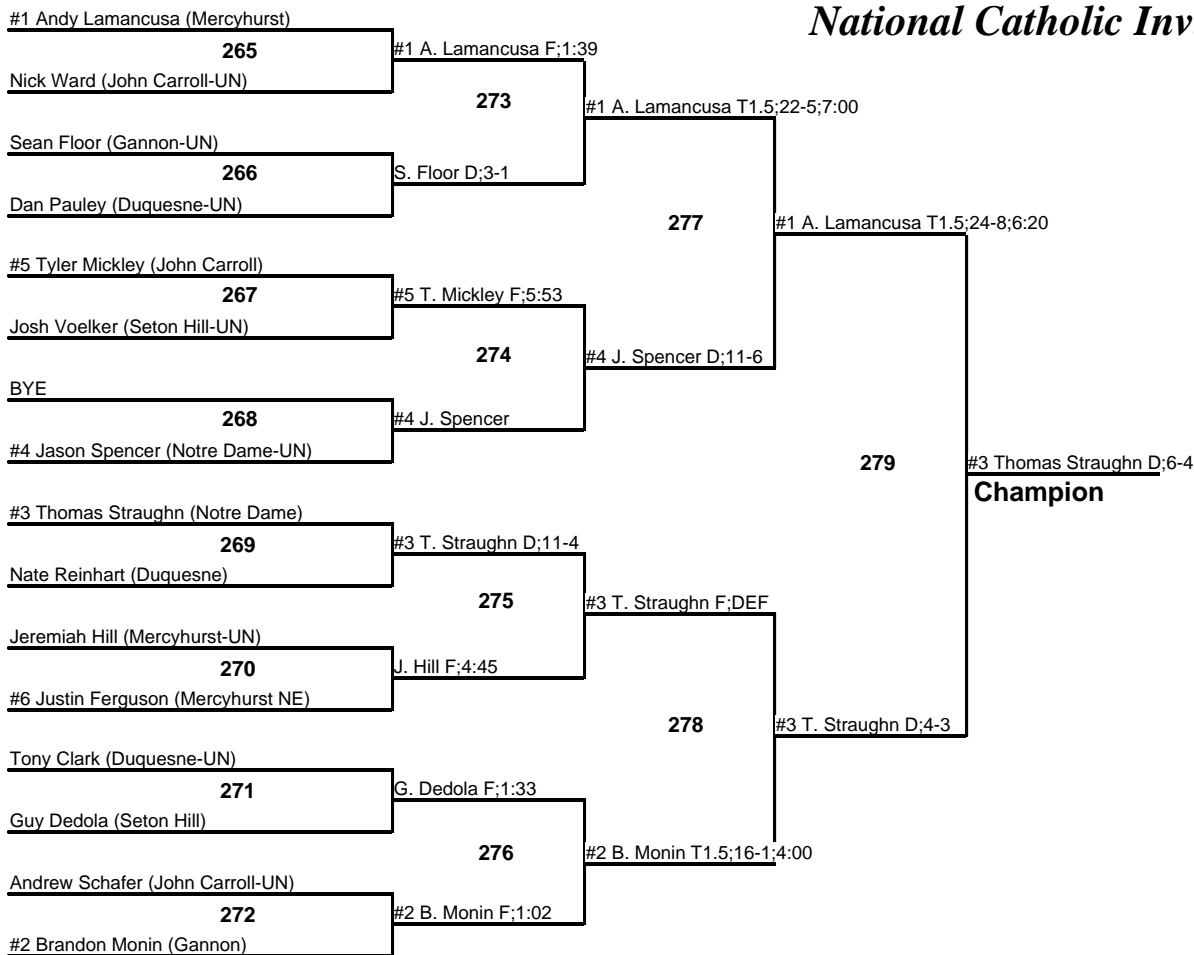 National Catholic Inv
#1 Andy Lamancusa (Mercyhurst)
265
Nick Ward (John Carroll-UN)
#1 A. Lamancusa F;1:39
273
Sean Floor (Gannon-UN)
266
Dan Pauley (Duquesne-UN)
S. Floor D;3-1
#1 A. Lamancusa T1.5;22-5;7:00
277
#5 Tyler Mickley (John Carroll)
267
Josh Voelker (Seton Hill-UN)
#5 T. Mickley F;5:53
274
BYE
268
#4 Jason Spencer (Notre Dame-UN)
#4 J. Spencer
#4 J. Spencer D;11-6
#1 A. Lamancusa T1.5;24-8;6:20
279
#3 Thomas Straughn D;6-4
Champion
#3 Thomas Straughn (Notre Dame)
269
Nate Reinhart (Duquesne)
#3 T. Straughn D;11-4
275
Jeremiah Hill (Mercyhurst-UN)
270
#6 Justin Ferguson (Mercyhurst NE)
J. Hill F;4:45
#3 T. Straughn F;DEF
278
#3 T. Straughn D;4-3
Tony Clark (Duquesne-UN)
271
Guy Dedola (Seton Hill)
G. Dedola F;1:33
276
#2 B. Monin T1.5;16-1;4:00
Andrew Schafer (John Carroll-UN)
272
#2 Brandon Monin (Gannon)
#2 B. Monin F;1:02